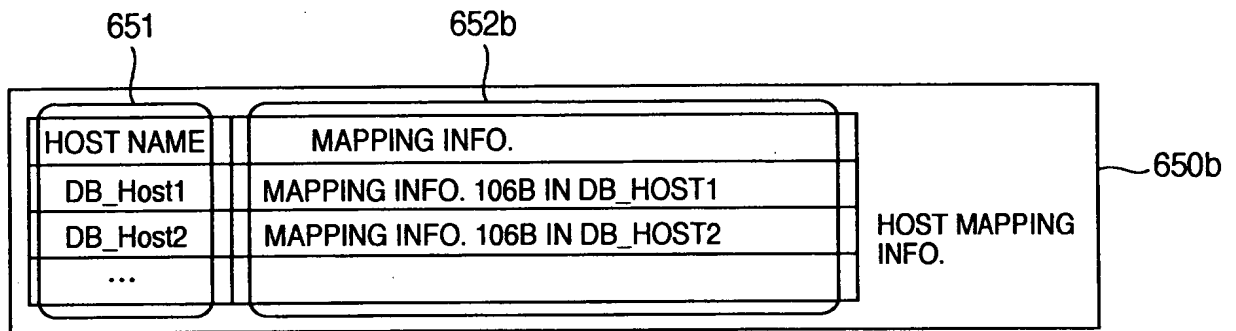 651
652b
HOST NAME
MAPPING INFO.
DB_Host1
MAPPING INFO. 106B IN DB_HOST1
DB_Host2
MAPPING INFO. 106B IN DB_HOST2
...
HOST MAPPING
INFO.
650b